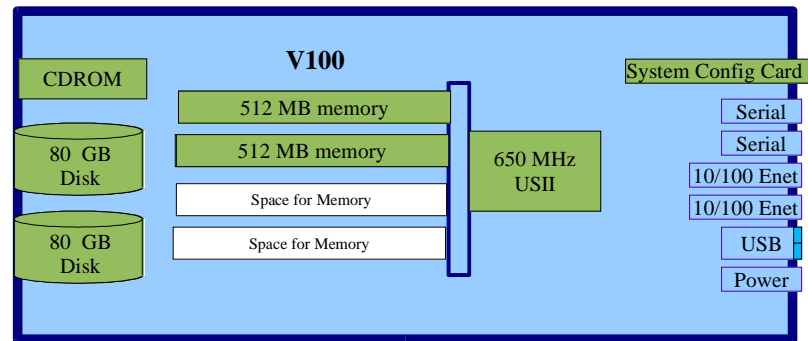 V100
CDROM
80 GB
Disk
80 GB
Disk
512 MB memory
512 MB memory
Space for Memory
Space for Memory
650 MHz
USII
System Config Card
Serial
Serial
10/100 Enet
10/100 Enet
USB
Power